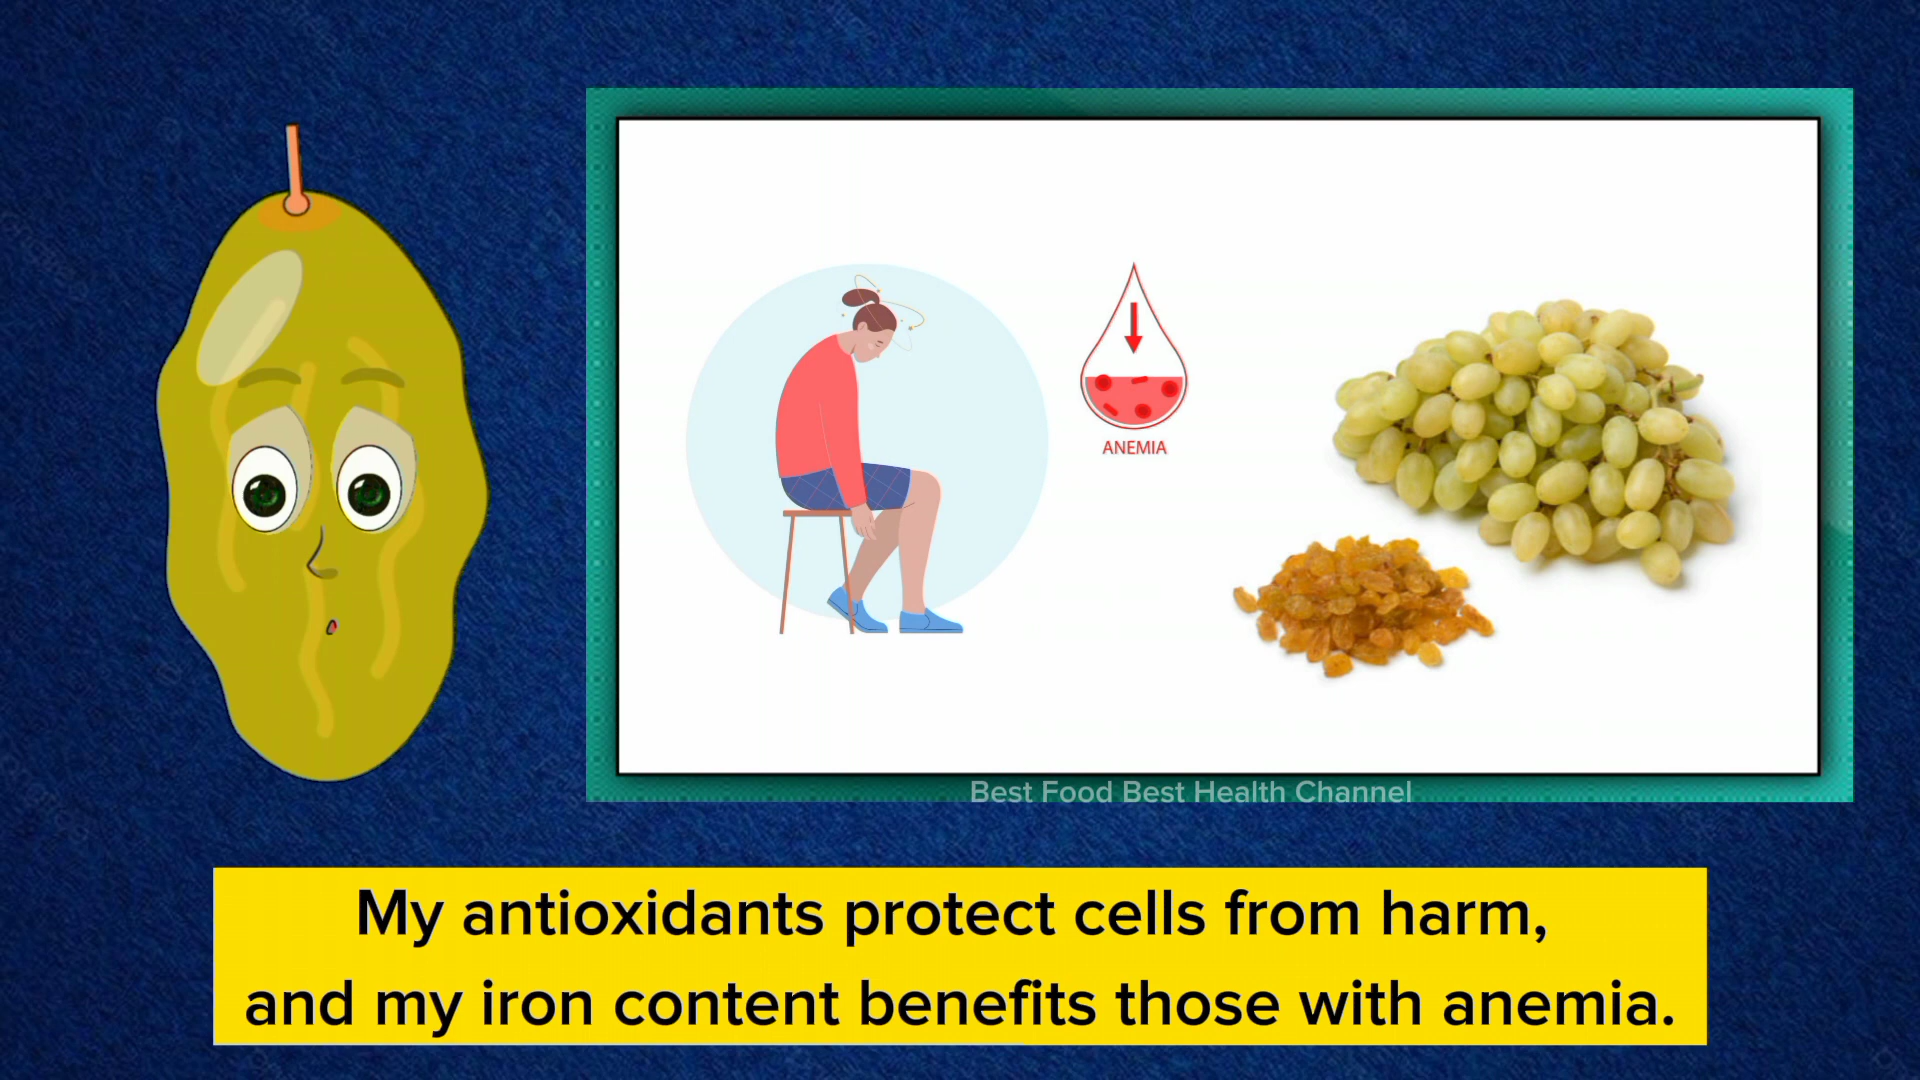 ANEMIA
Best Food Best Health Channel
My antioxidants protect cells from harm,
and my iron content benefits those with anemia.